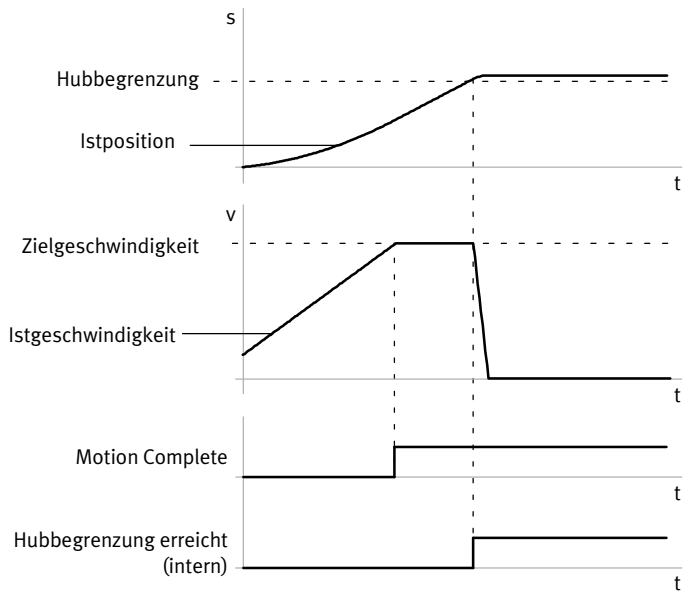 s
Hubbegrenzung
Istposition
t
v
Zielgeschwindigkeit
Istgeschwindigkeit
t
Motion Complete
t
Hubbegrenzung erreicht
(intern)
t